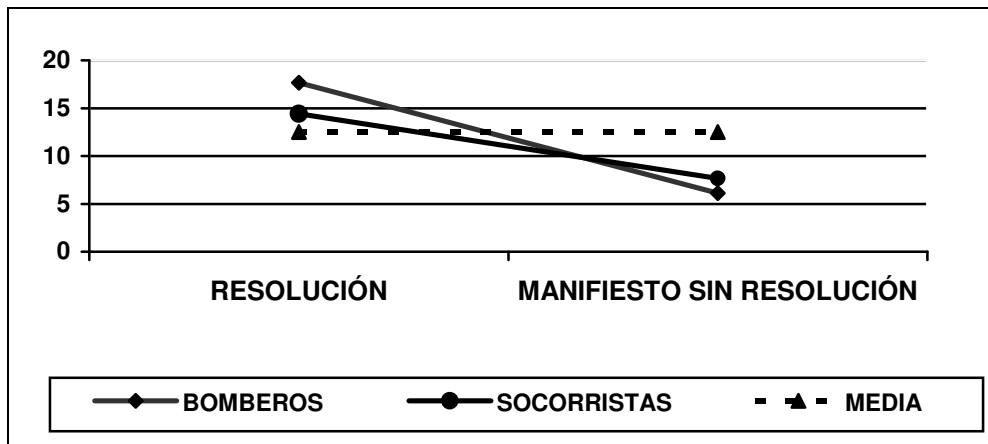 20
15
10
5
0
RESOLUCIÓN MANIFIESTO SIN RESOLUCIÓN
BOMBEROS SOCORRISTAS MEDIA